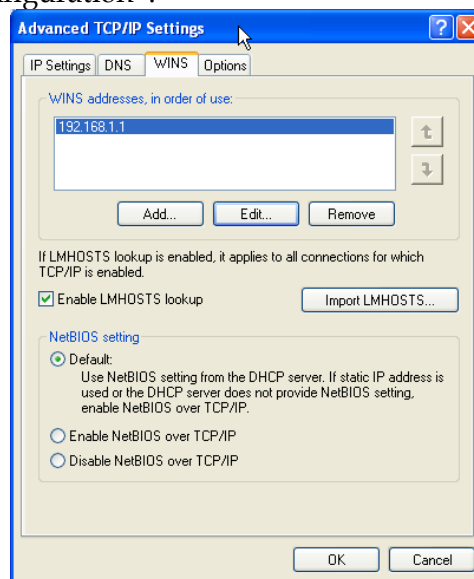 Advanced TCP/IP Settings
IP Settings DNS WINS Options
WINS addresses, in order of use:
192.168.1.1
Add... Edit... Remove
If LMHOSTS lookup is enabled, it applies to all connections for which
TCP/IP is enabled.
Enable LMHOSTS lookup Import LMHOSTS...
NetBIOS setting
Default:
Use NetBIOS setting from the DHCP server. If static IP address is
used or the DHCP server does not provide NetBIOS setting,
enable NetBIOS over TCP/IP.
Enable NetBIOS over TCP/IP
Disable NetBIOS over TCP/IP
OK Cancel